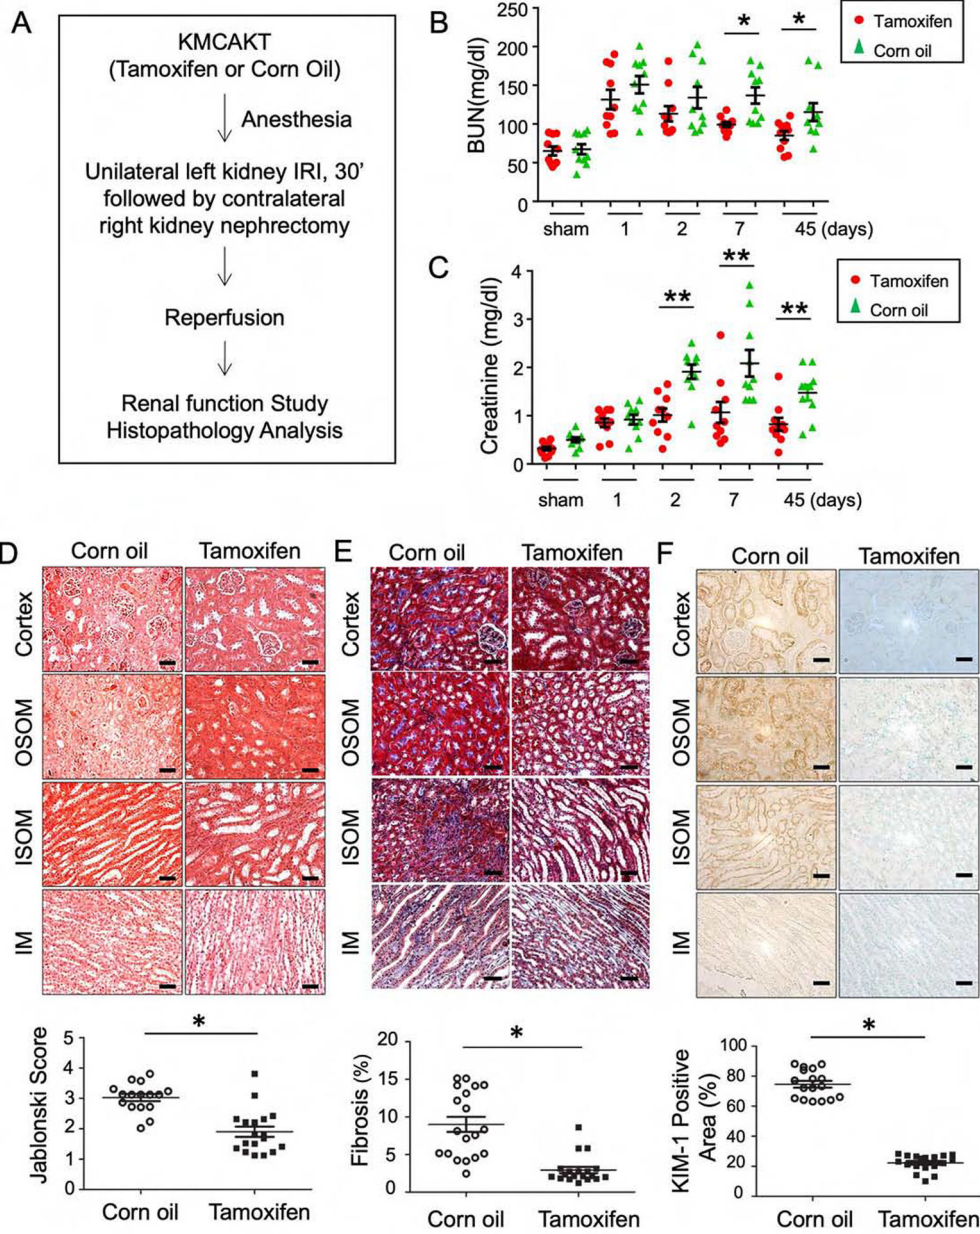 A
KMCAKT
(Tamoxifen or Corn Oil)
Anesthesia
Unilateral left kidney IRI, 30’
followed by contralateral
right kidney nephrectomy
Reperfusion
Renal function Study
Histopathology Analysis
B
BUN(mg/dl)
250
200
150
100
50
0
*
*
sham
1
2
7
45 (days)
Tamoxifen
Corn oil
C
Creatinine (mg/dl)
4
3
2
1
0
**
**
**
sham
1
2
7
45 (days)
Tamoxifen
Corn oil
D
Corn oil
Tamoxifen
Cortex
OSOM
ISOM
IM
Jablonski Score
5
4
3
2
1
0
*
Corn oil
Tamoxifen
E
Corn oil
Tamoxifen
Cortex
OSOM
ISOM
IM
Fibrosis (%)
20
15
10
5
0
*
Corn oil
Tamoxifen
F
Corn oil
Tamoxifen
Cortex
OSOM
ISOM
IM
KIM-1 Positive
Area (%)
100
80
60
40
20
0
*
Corn oil
Tamoxifen